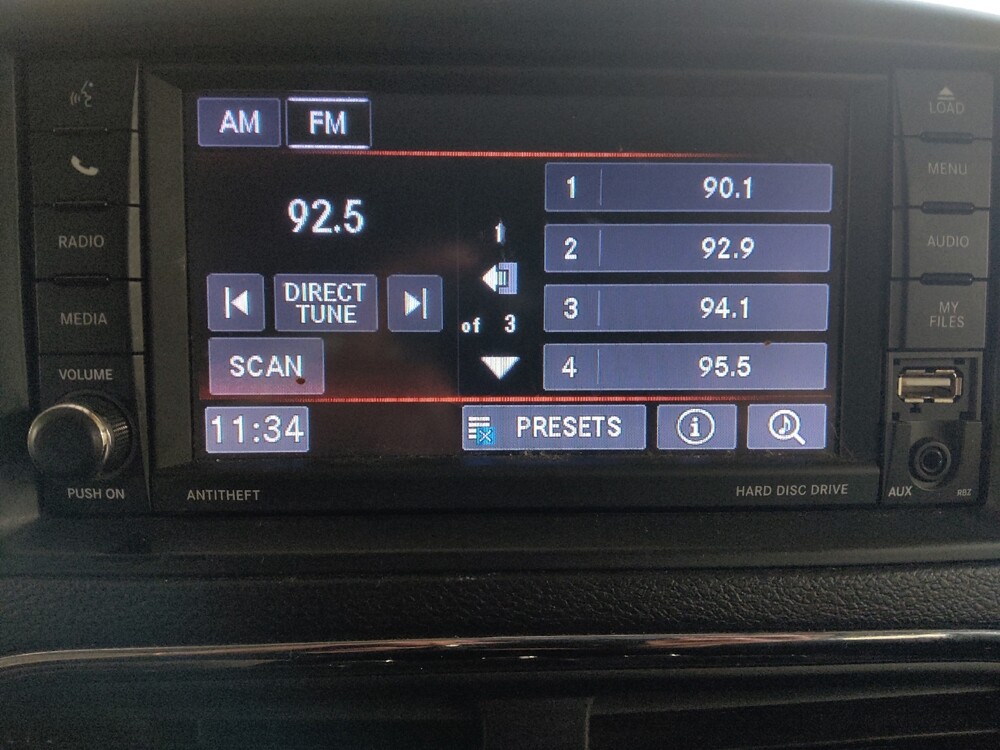 AM FM
92.5
DIRECT
TUNE
SCAN
11:34
1
of 3
1 90.1
2 92.9
3 94.1
4 95.5
PRESETS
i
RADIO
MEDIA
VOLUME
PUSH ON
ANTITHEFT
HARD DISC DRIVE
LOAD
MENU
AUDIO
MY
FILES
AUX
RBZ